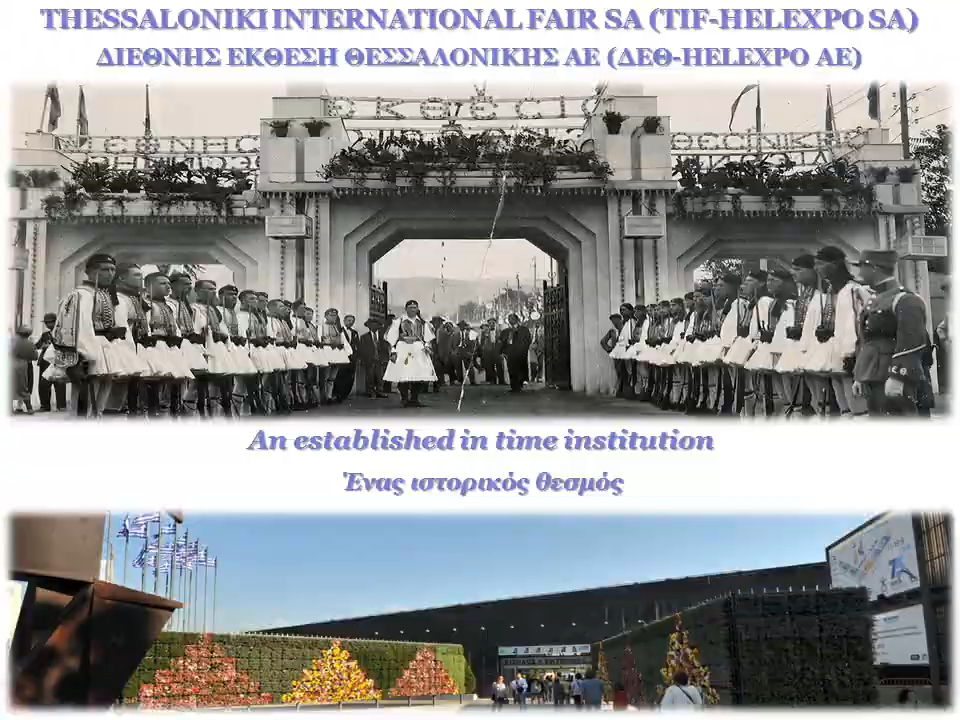 THESSALONIKI INTERNATIONAL FAIR SA (TIF-HELEXPO SA)
ΔΙΕΘΝΗΣ ΕΚΘΕΣΗ ΘΕΣΣΑΛΟΝΙΚΗΣ ΑΕ (ΔΕΘ-HELEXPO ΑΕ)
An established in time institution
Ένας ιστορικός θεσμός